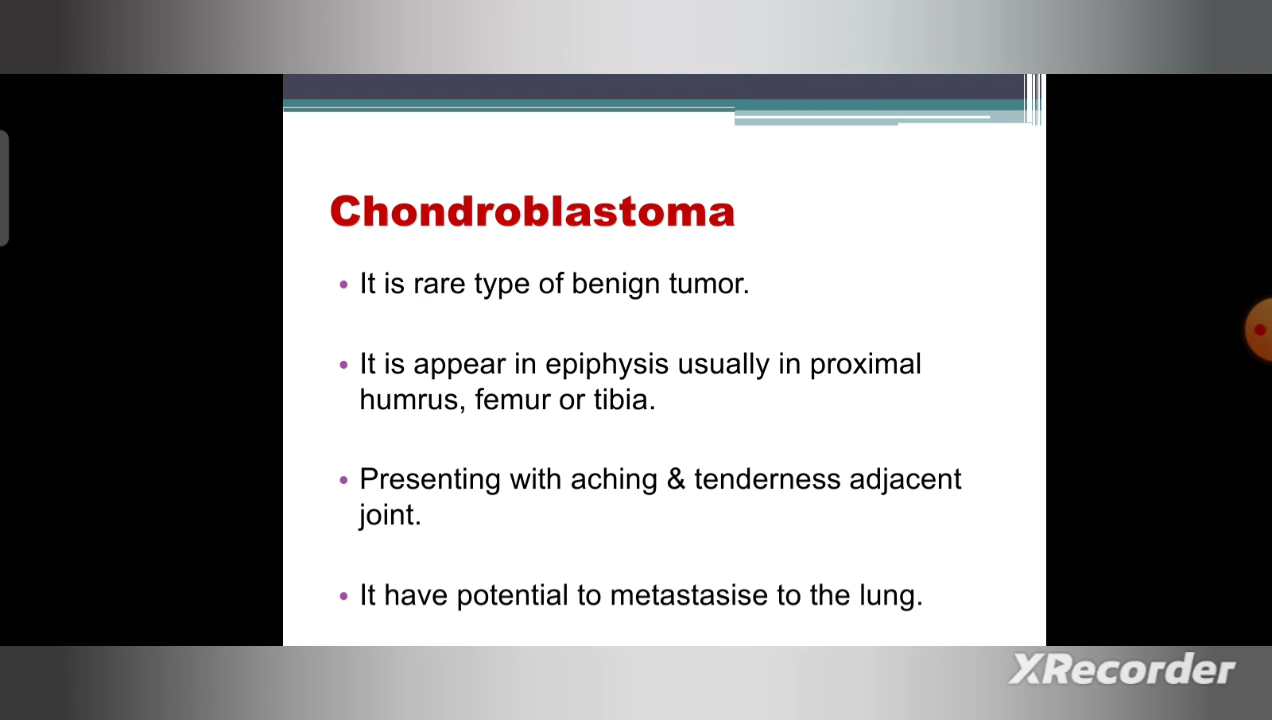 Chondroblastoma
• It is rare type of benign tumor.
• It is appear in epiphysis usually in proximal
humrus, femur or tibia.
• Presenting with aching & tenderness adjacent
joint.
• It have potential to metastasise to the lung.
XRecorder